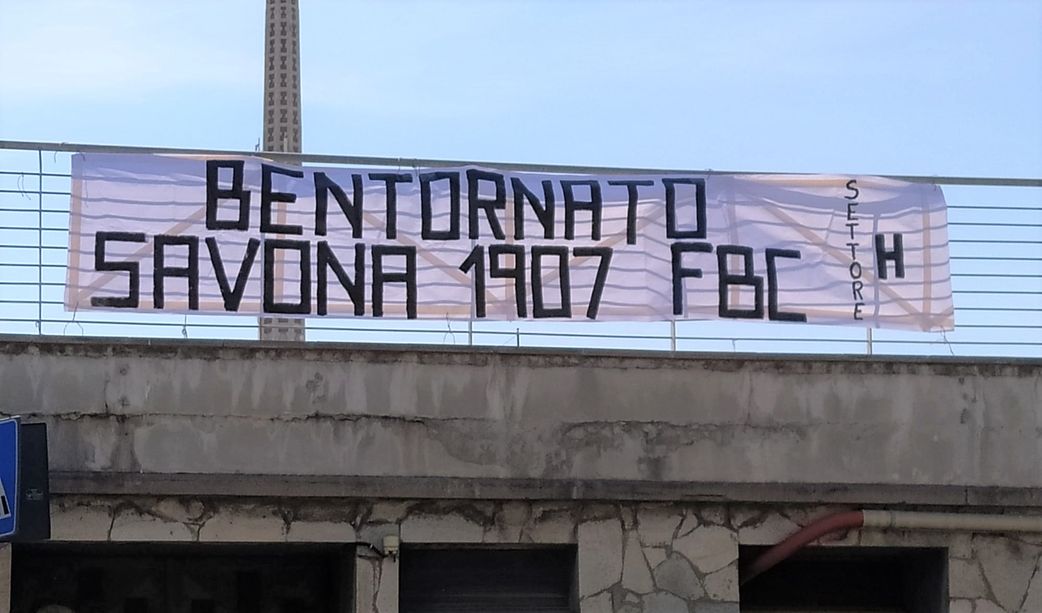 BENTORNATO
SAVONA 1907 FBC
SETTORE
H